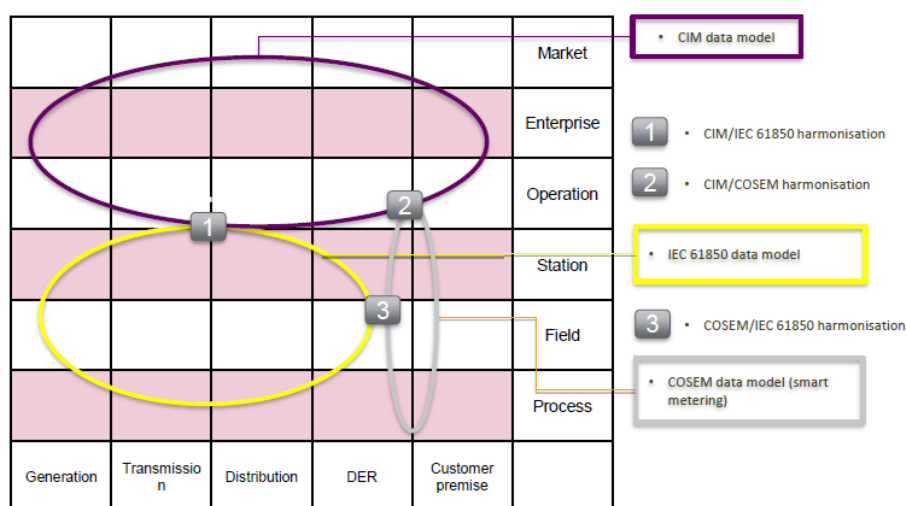 Market
CIM data model
Enterprise
1
CIM/IEC 61850 harmonisation
2
CIM/COSEM harmonisation
Operation
2
1
IEC 61850 data model
Station
3
3
COSEM/IEC 61850 harmonisation
Field
COSEM data model (smart
metering)
Process
Generation
Transmissio
n
Distribution
DER
Customer
premise